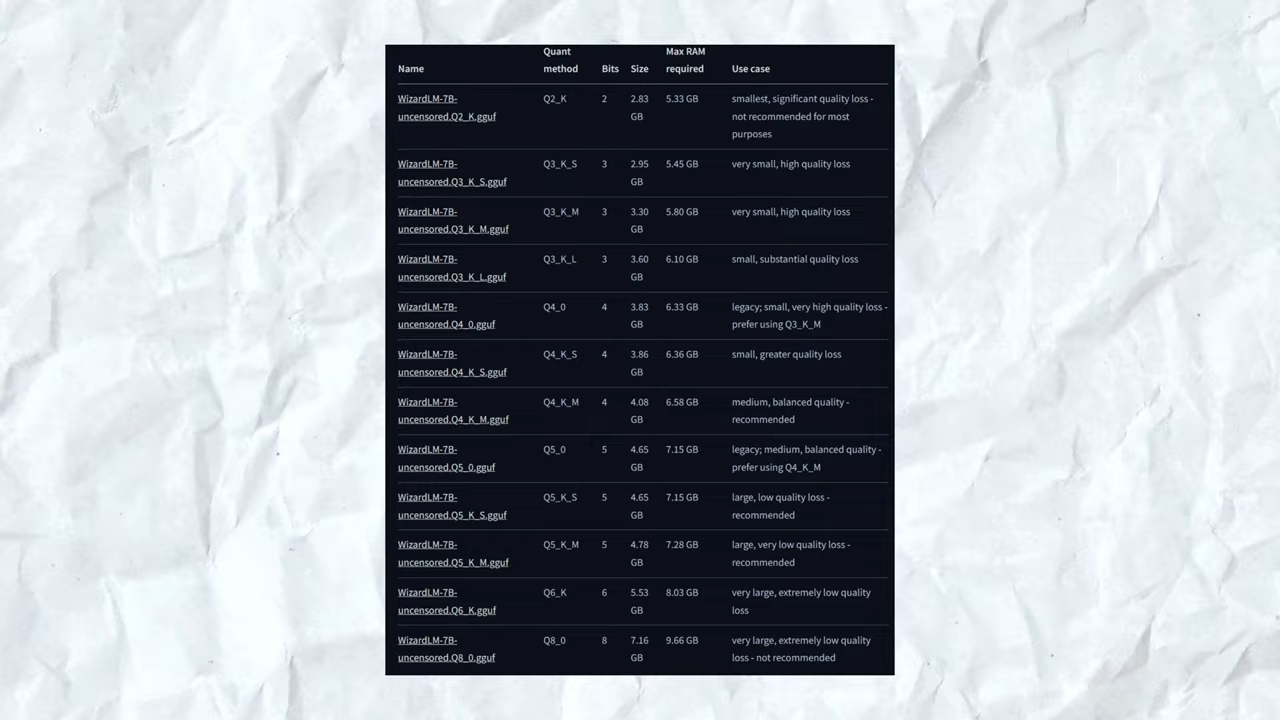 Quant method
Max RAM required
Name Bits Size Use case
WizardLM-7B- Q2_K 2 2.83 5.33 GB smallest, significant quality loss -
uncensored.Q2_K.gguf GB not recommended for most
purposes
WizardLM-7B- Q3_K_S 3 2.95 5.45 GB very small, high quality loss
uncensored.Q3_K_S.gguf GB
WizardLM-7B- Q3_K_M 3 3.30 5.80 GB very small, high quality loss
uncensored.Q3_K_M.gguf GB
WizardLM-7B- Q3_K_L 3 3.60 6.10 GB small, substantial quality loss
uncensored.Q3_K_L.gguf GB
WizardLM-7B- Q4_0 4 3.83 6.33 GB legacy; small, very high quality loss -
uncensored.Q4_0.gguf GB prefer using Q3_K_M
WizardLM-7B- Q4_K_S 4 3.86 6.36 GB small, greater quality loss
uncensored.Q4_K_S.gguf GB
WizardLM-7B- Q4_K_M 4 4.08 6.58 GB medium, balanced quality -
uncensored.Q4_K_M.gguf GB recommended
WizardLM-7B- Q5_0 5 4.65 7.15 GB legacy; medium, balanced quality -
uncensored.Q5_0.gguf GB prefer using Q4_K_M
WizardLM-7B- Q5_K_S 5 4.65 7.15 GB large, low quality loss -
uncensored.Q5_K_S.gguf GB recommended
WizardLM-7B- Q5_K_M 5 4.78 7.28 GB large, very low quality loss -
uncensored.Q5_K_M.gguf GB recommended
WizardLM-7B- Q6_K 6 5.53 8.03 GB very large, extremely low quality
uncensored.Q6_K.gguf GB loss
WizardLM-7B- Q8_0 8 7.16 9.66 GB very large, extremely low quality
uncensored.Q8_0.gguf GB loss - not recommended